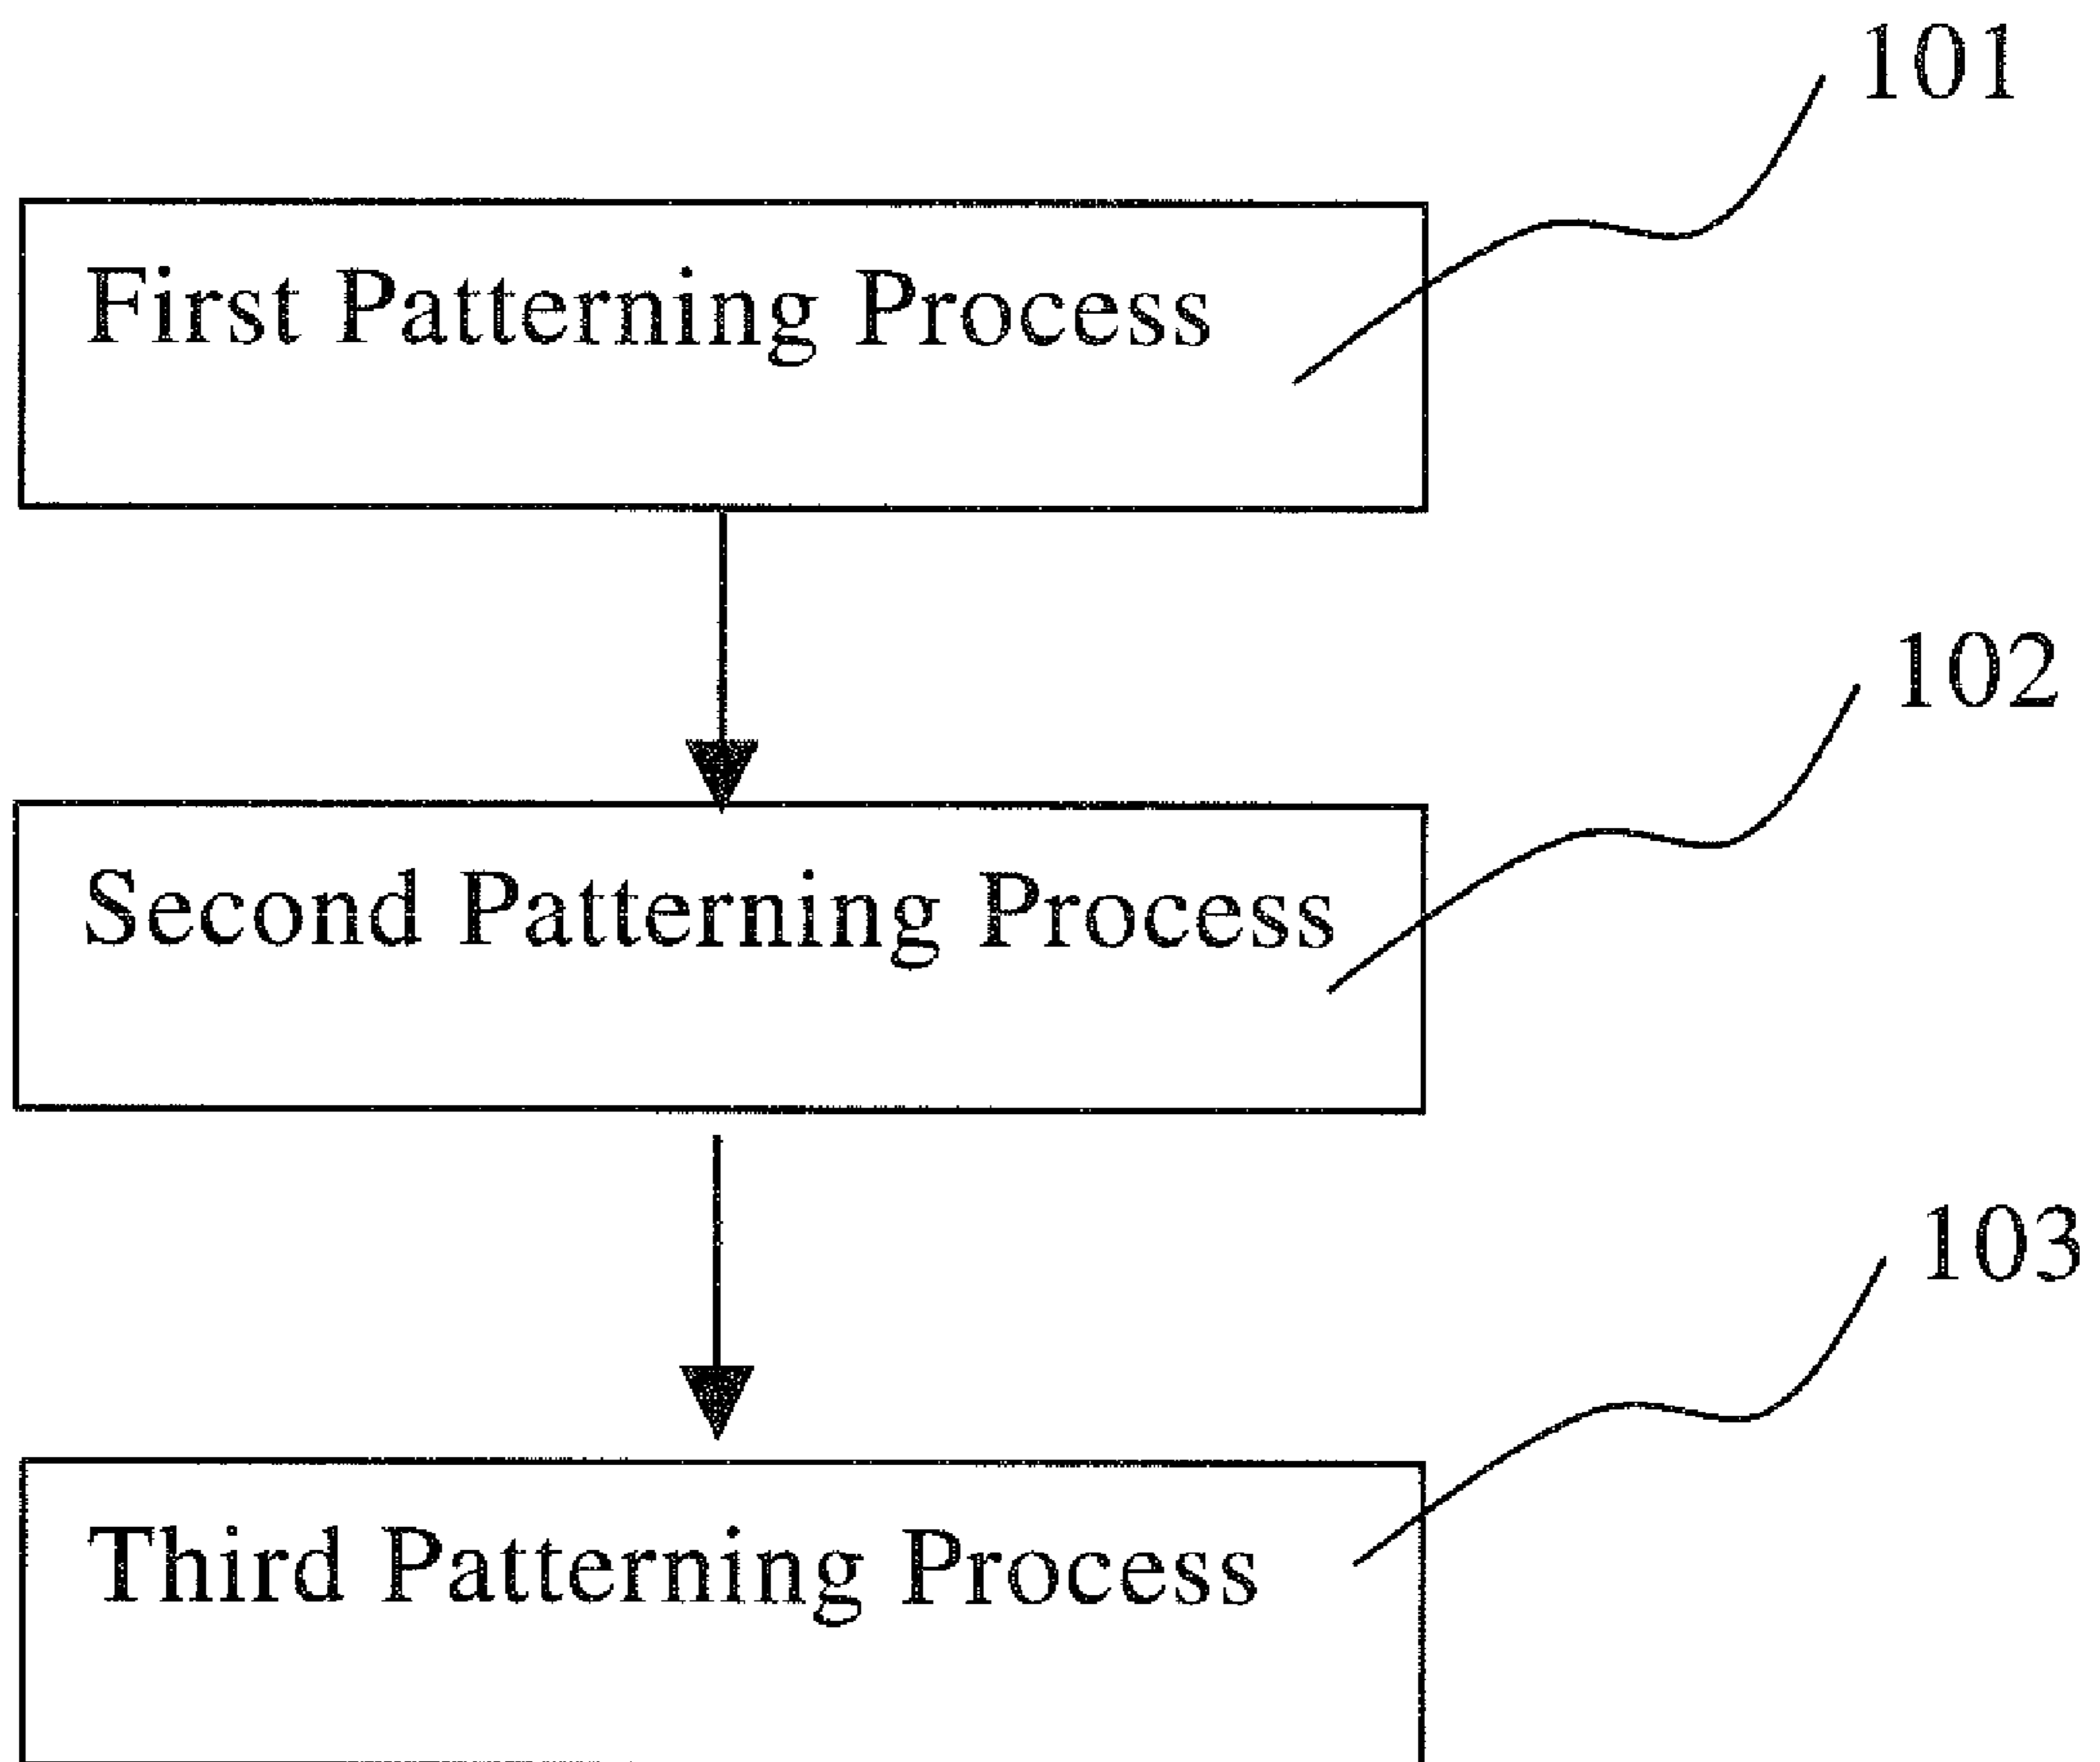 101
First Patterning Process
102
Second Patterning Process
103
Third Patterning Process